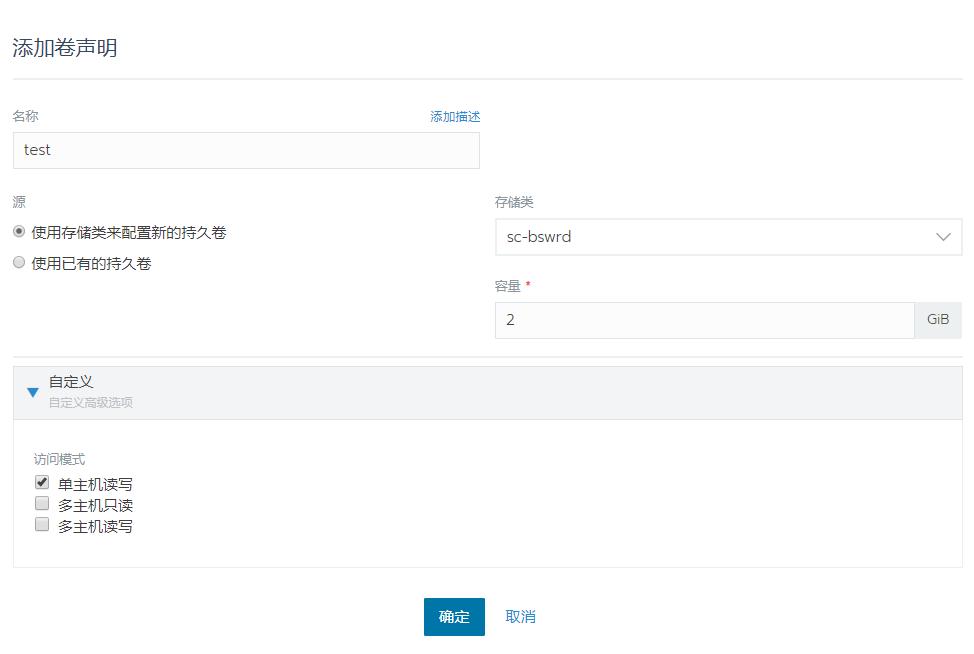 添加卷声明
名称
添加描述
test
源
使用存储类来配置新的持久卷
使用已有的持久卷
存储类
sc-bswrd
容量 *
2
GiB
自定义
自定义高级选项
访问模式
单主机读写
多主机只读
多主机读写
确定
取消